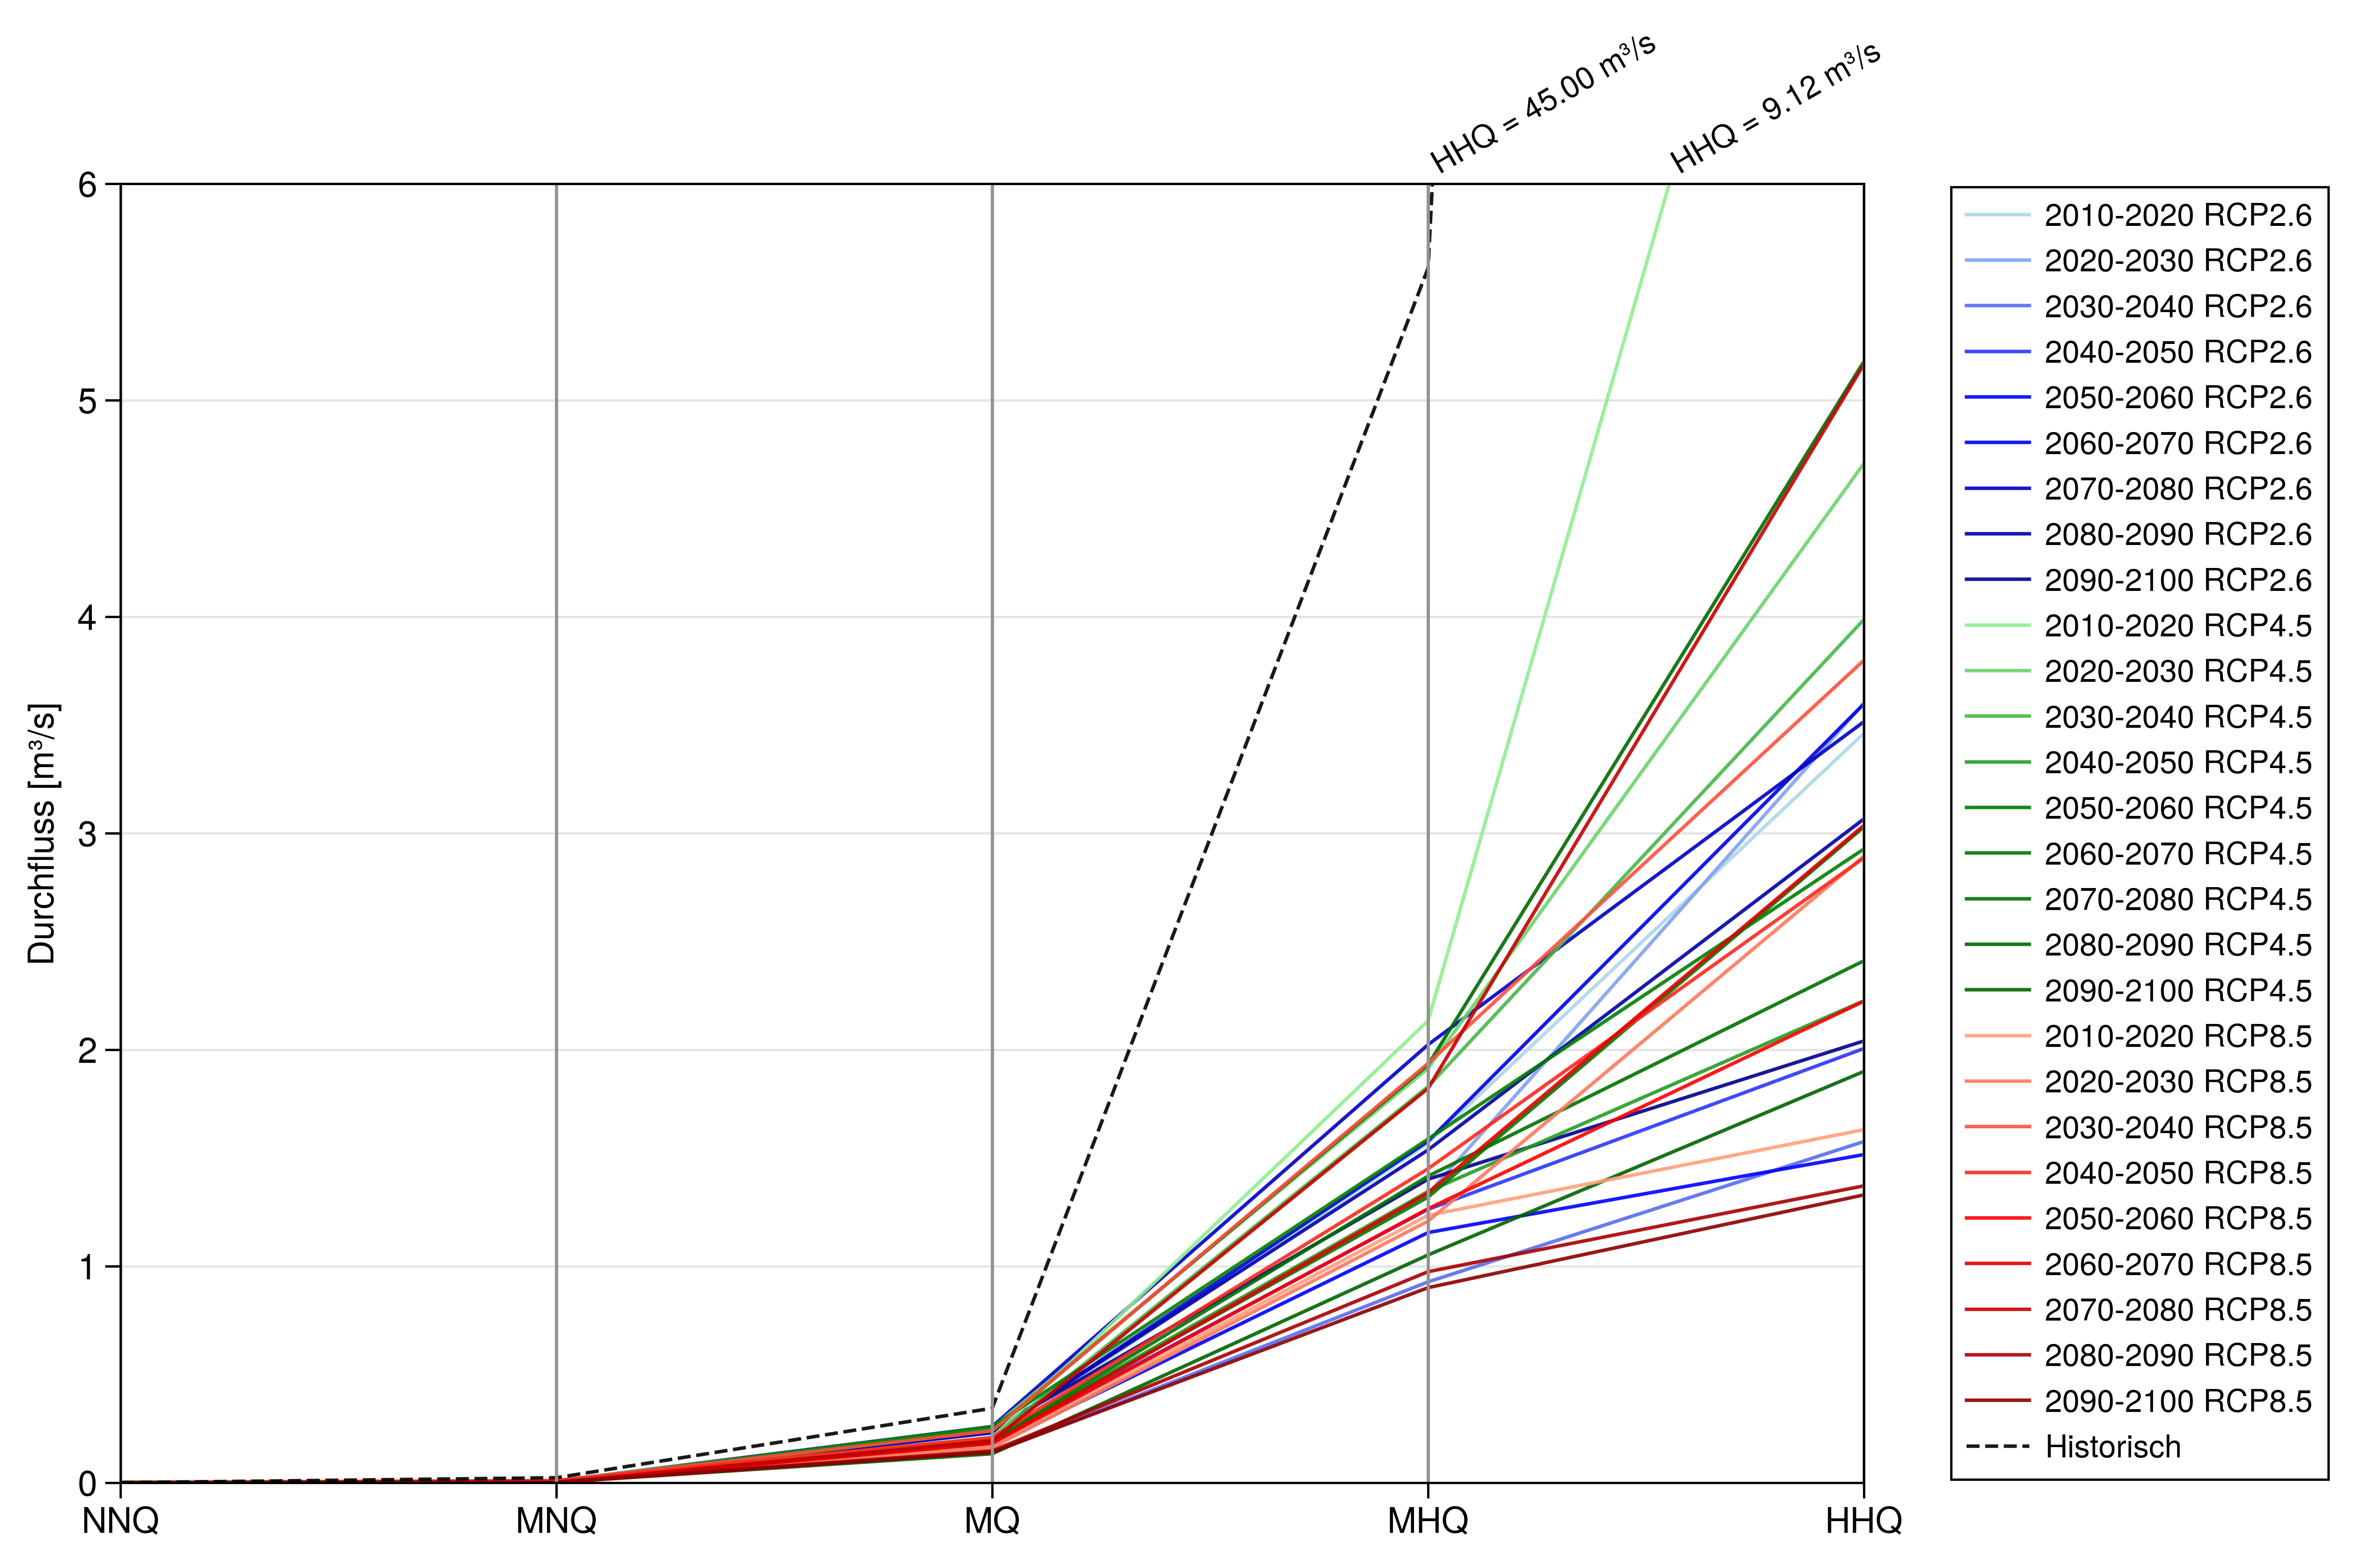 HHQ = 45.00 m³/s
HHQ = 9.12 m³/s
Durchfluss [m³/s]
6
5
4
3
2
1
0
NNQ
MNQ
MQ
MHQ
HHQ
2010-2020 RCP2.6
2020-2030 RCP2.6
2030-2040 RCP2.6
2040-2050 RCP2.6
2050-2060 RCP2.6
2060-2070 RCP2.6
2070-2080 RCP2.6
2080-2090 RCP2.6
2090-2100 RCP2.6
2010-2020 RCP4.5
2020-2030 RCP4.5
2030-2040 RCP4.5
2040-2050 RCP4.5
2050-2060 RCP4.5
2060-2070 RCP4.5
2070-2080 RCP4.5
2080-2090 RCP4.5
2090-2100 RCP4.5
2010-2020 RCP8.5
2020-2030 RCP8.5
2030-2040 RCP8.5
2040-2050 RCP8.5
2050-2060 RCP8.5
2060-2070 RCP8.5
2070-2080 RCP8.5
2080-2090 RCP8.5
2090-2100 RCP8.5
Historisch